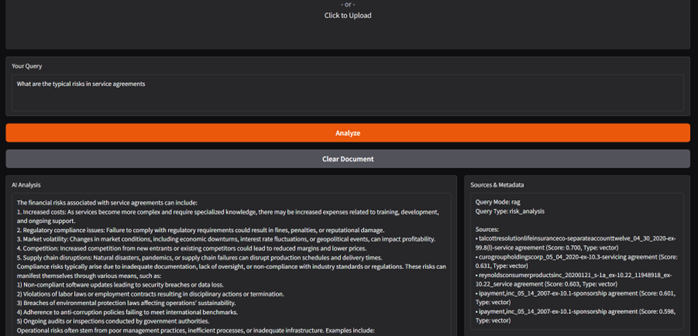 - or -
Click to Upload
Your Query
What are the typical risks in service agreements
Analyze
Clear Document
AI Analysis
The financial risks associated with service agreements can include:
1. Increased costs: As services become more complex and require specialized knowledge, there may be increased expenses related to training, development,
and ongoing support.
2. Regulatory compliance issues: Failure to comply with regulatory requirements could result in fines, penalties, or reputational damage.
3. Market volatility: Changes in market conditions, including economic downturns, interest rate fluctuations, or geopolitical events, can impact profitability.
4. Competition: Increased competition from new entrants or existing competitors could lead to reduced margins and lower prices.
5. Supply chain disruptions: Natural disasters, pandemics, or supply chain failures can disrupt production schedules and delivery times.
Compliance risks typically arise due to inadequate documentation, lack of oversight, or non-compliance with industry standards or regulations. These risks can
manifest themselves through various means, such as:
1) Non-compliant software updates leading to security breaches or data loss.
2) Violations of labor laws or employment contracts resulting in disciplinary actions or termination.
3) Breaches of environmental protection laws affecting operations' sustainability.
4) Adherence to anti-corruption policies failing to meet international benchmarks.
5) Ongoing audits or inspections conducted by government authorities.
Operational risks often stem from poor management practices, inefficient processes, or inadequate infrastructure. Examples include:
Sources & Metadata
Query Mode: rag
Query Type: risk_analysis
Sources:
• talcottresolutionlifeinsuranceco-separateaccounttwelve_04_30_2020-ex-
99.8(l)-service agreement (Score: 0.700, Type: vector)
• curogroupholdingscorp_05_04_2020-ex-10.3-servicing agreement (Score:
0.631, Type: vector)
• reynoldsconsumerproductsinc_20200121_s-1a_ex-10.22_11948918_ex-
10.22_service agreement (Score: 0.603, Type: vector)
• ipayment,inc_05_14_2007-ex-10.1-sponsorship agreement (Score: 0.601,
Type: vector)
• ipayment,inc_05_14_2007-ex-10.1-sponsorship agreement (Score: 0.598,
Type: vector)